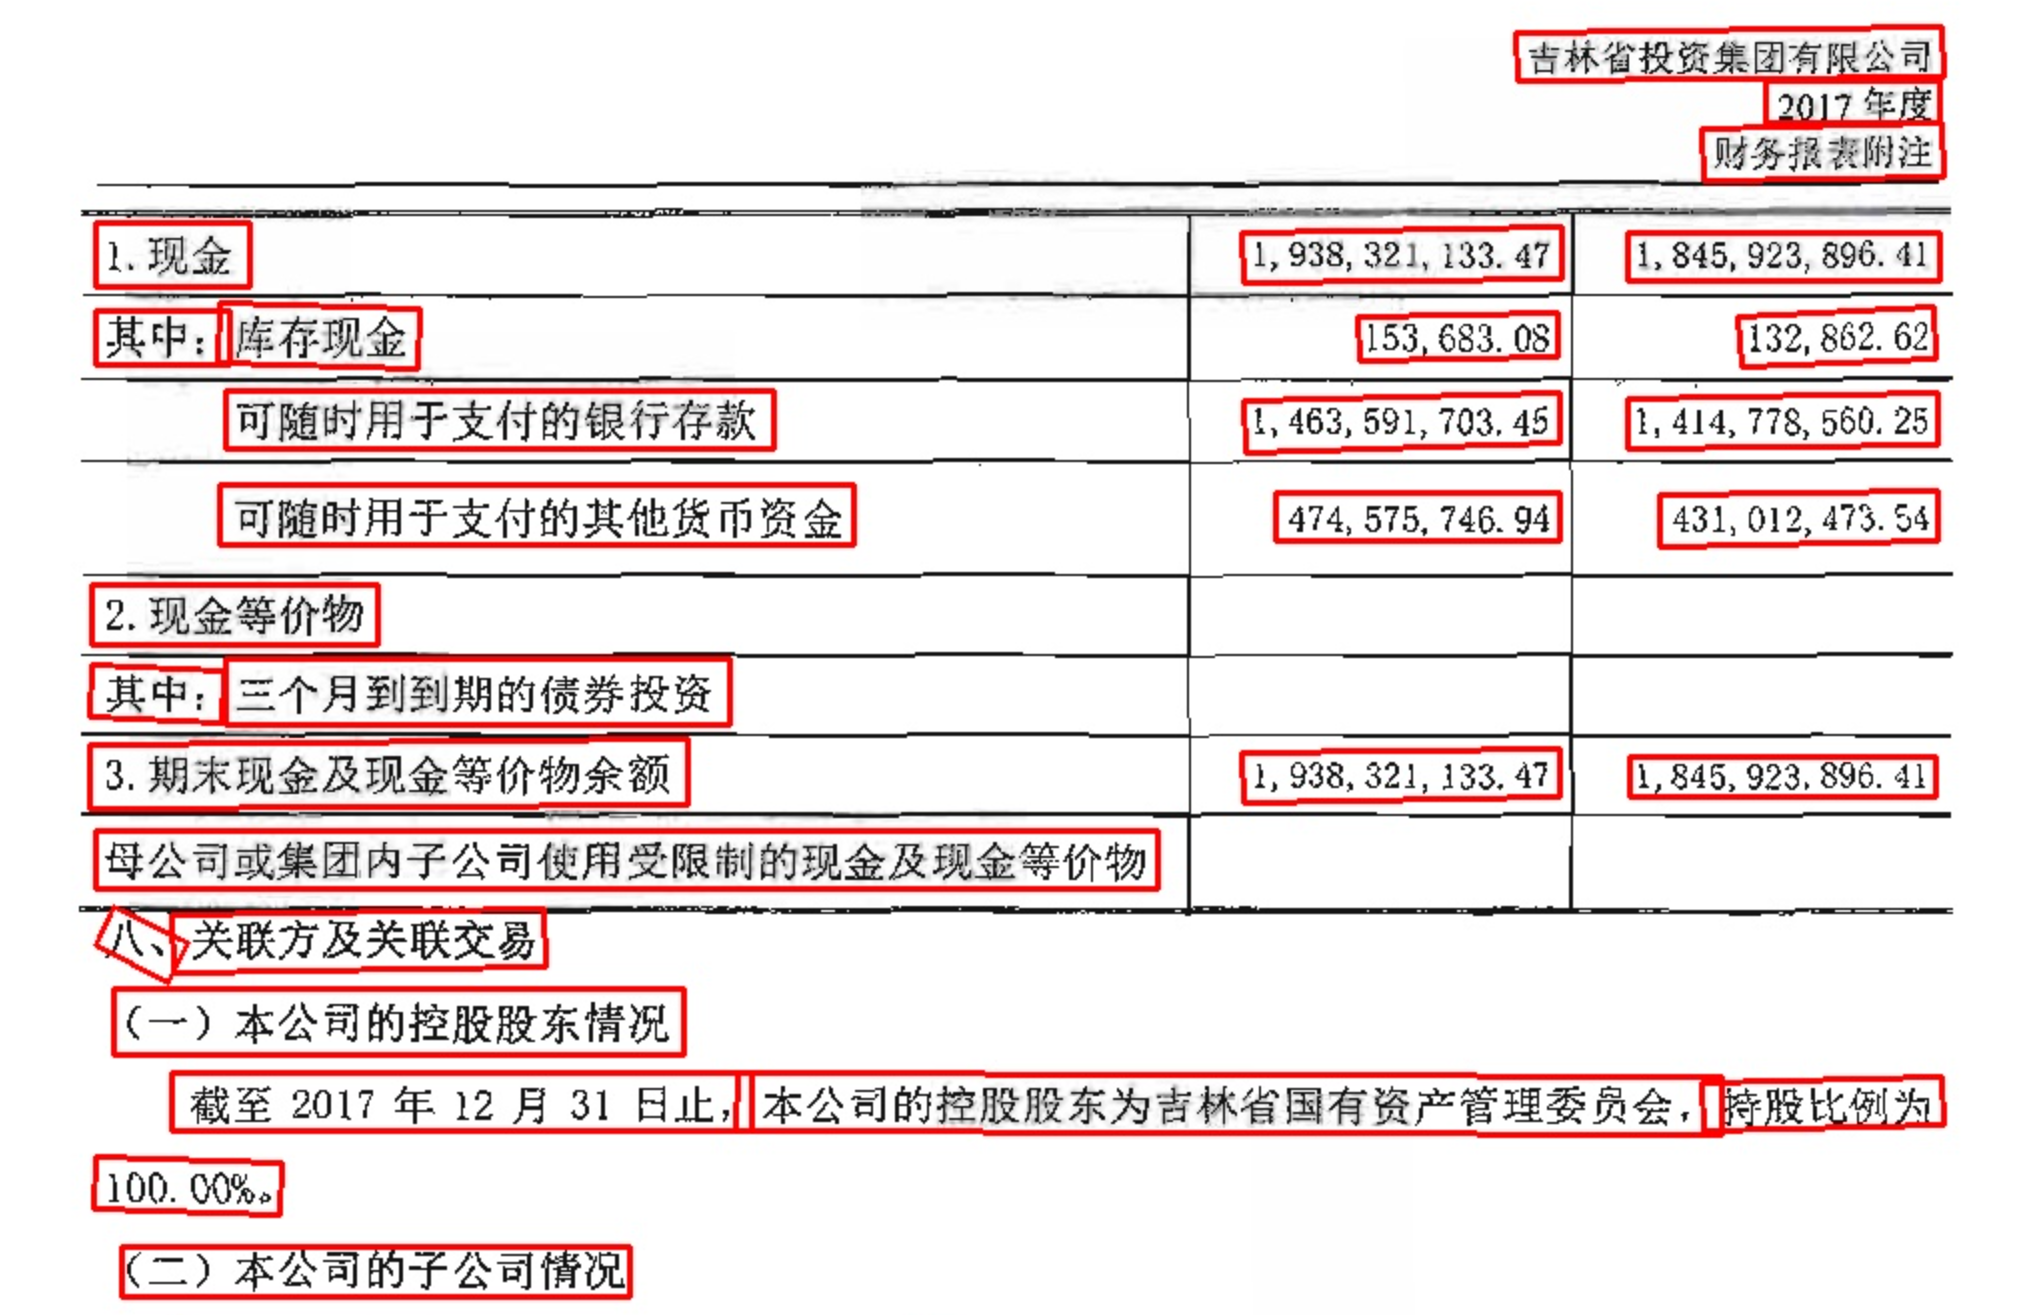 吉林省投资集团有限公司
2017 年度
财务报表附注
1.现金 1,938,321,133.47 1,845,923,896.41
其中：库存现金 153,683.08 132,862.62
可随时用于支付的银行存款 1,463,591,703.45 1,414,778,560.25
可随时用于支付的其他货币资金 474,575,746.94 431,012,473.54
2.现金等价物
其中：三个月到到期的债券投资
3.期末现金及现金等价物余额 1,938,321,133.47 1,845,923,896.41
母公司或集团内子公司使用受限制的现金及现金等价物
八、关联方及关联交易
（一）本公司的控股股东情况
截至 2017 年 12 月 31 日止，本公司的控股股东为吉林省国有资产管理委员会，持股比例为
100.00%。
（二）本公司的子公司情况